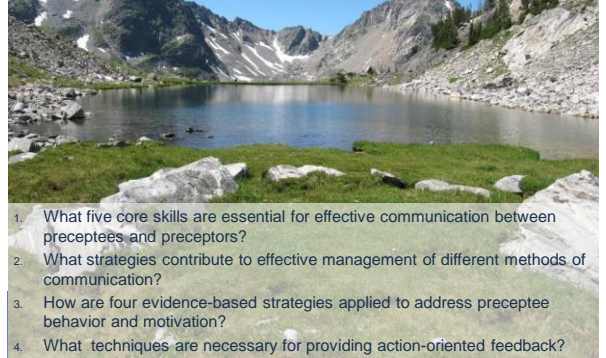 1. What five core skills are essential for effective communication between
preceptees and preceptors?
2. What strategies contribute to effective management of different methods of
communication?
3. How are four evidence-based strategies applied to address preceptee
behavior and motivation?
4. What techniques are necessary for providing action-oriented feedback?